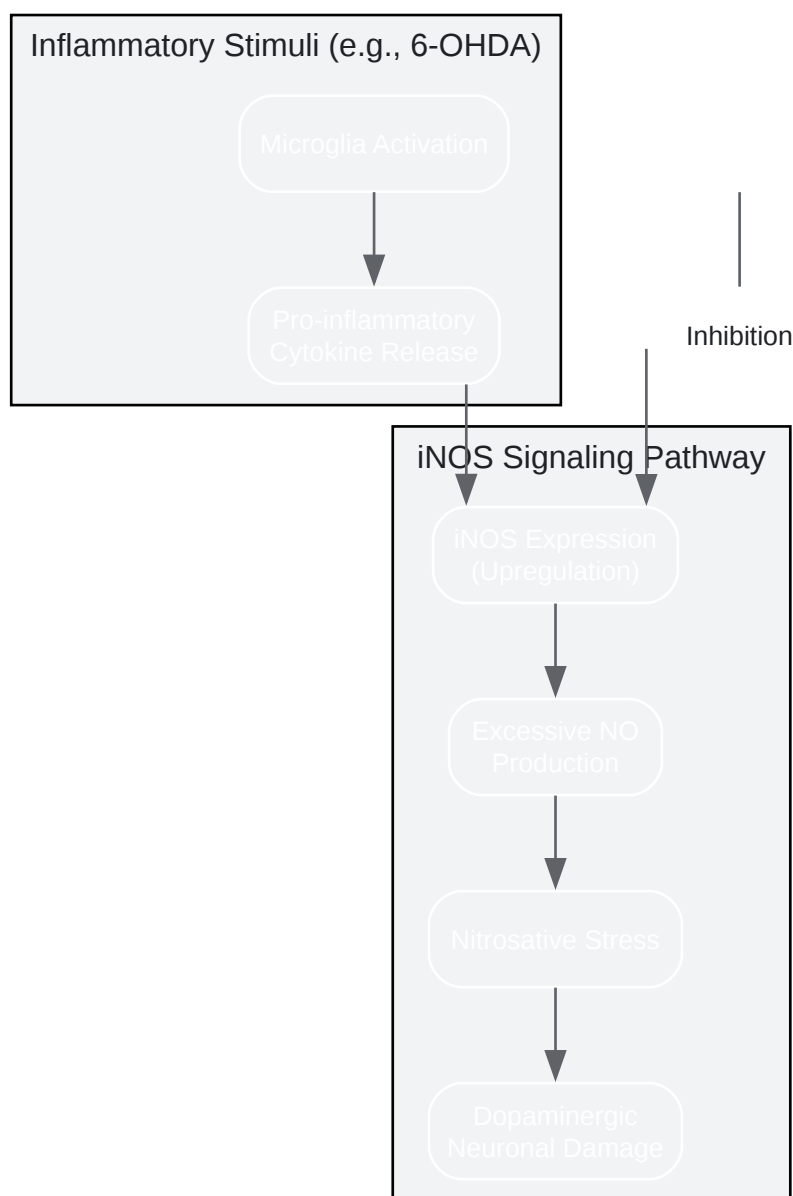 Inflammatory Stimuli (e.g., 6-OHDA)
Microglia Activation
Pro-inflammatory
Cytokine Release
Inhibition
iNOS Signaling Pathway
iNOS Expression
(Upregulation)
Excessive NO
Production
Nitrosative Stress
Dopaminergic
Neuronal Damage